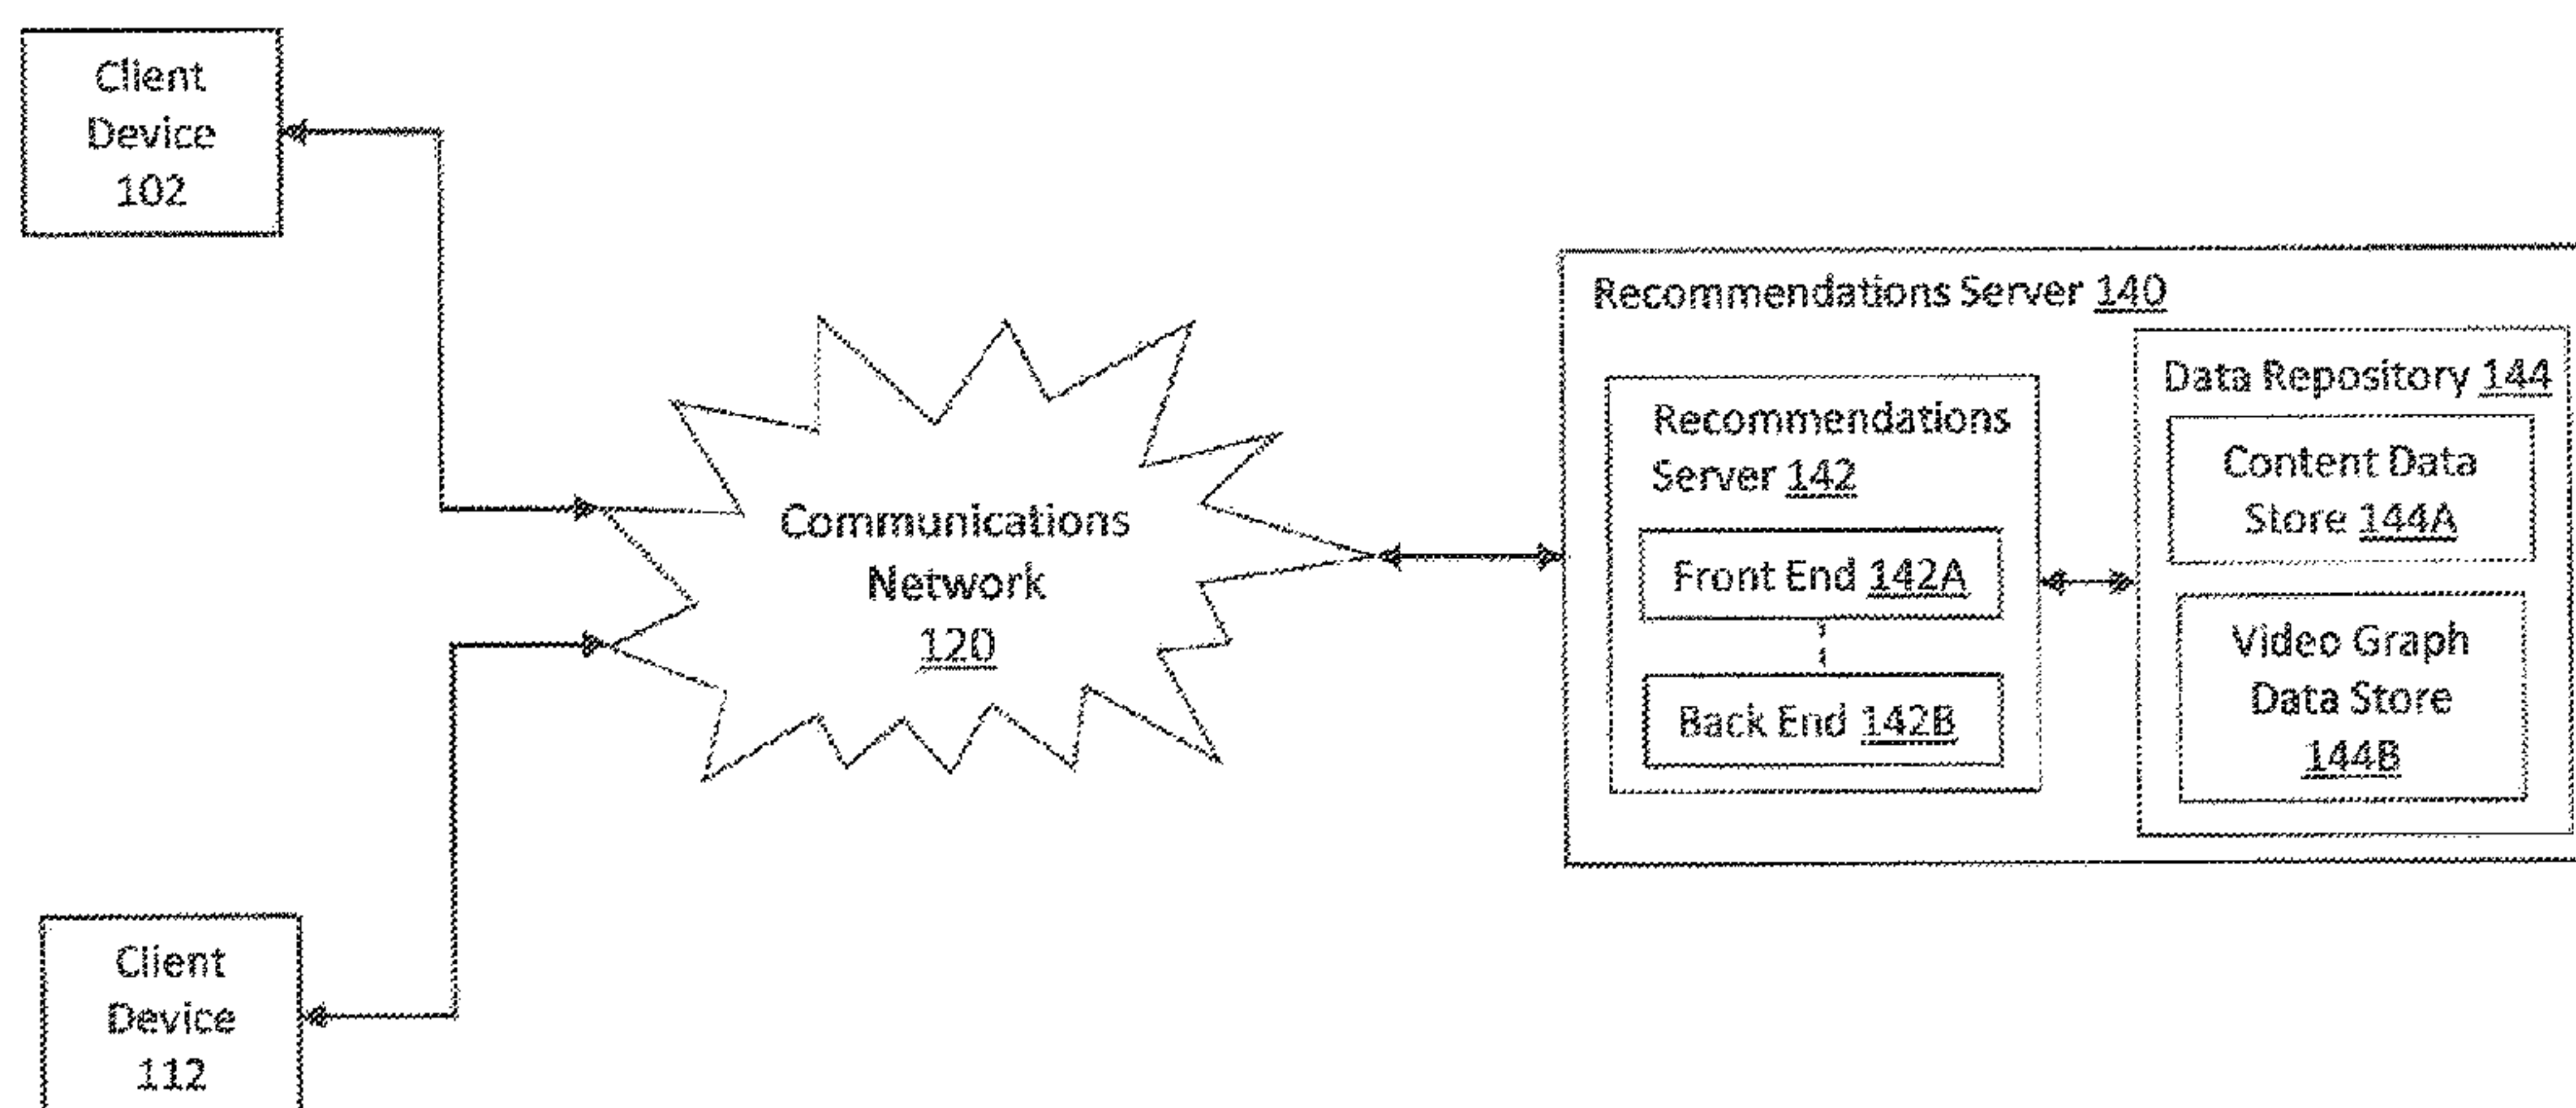 Client
Device
102
Communications
Network
120
Client
Device
112
Recommendations Server 140
Recommendations
Server 142
Front End 142A
Back End 142B
Data Repository 144
Content Data
Store 144A
Video Graph
Data Store
144B